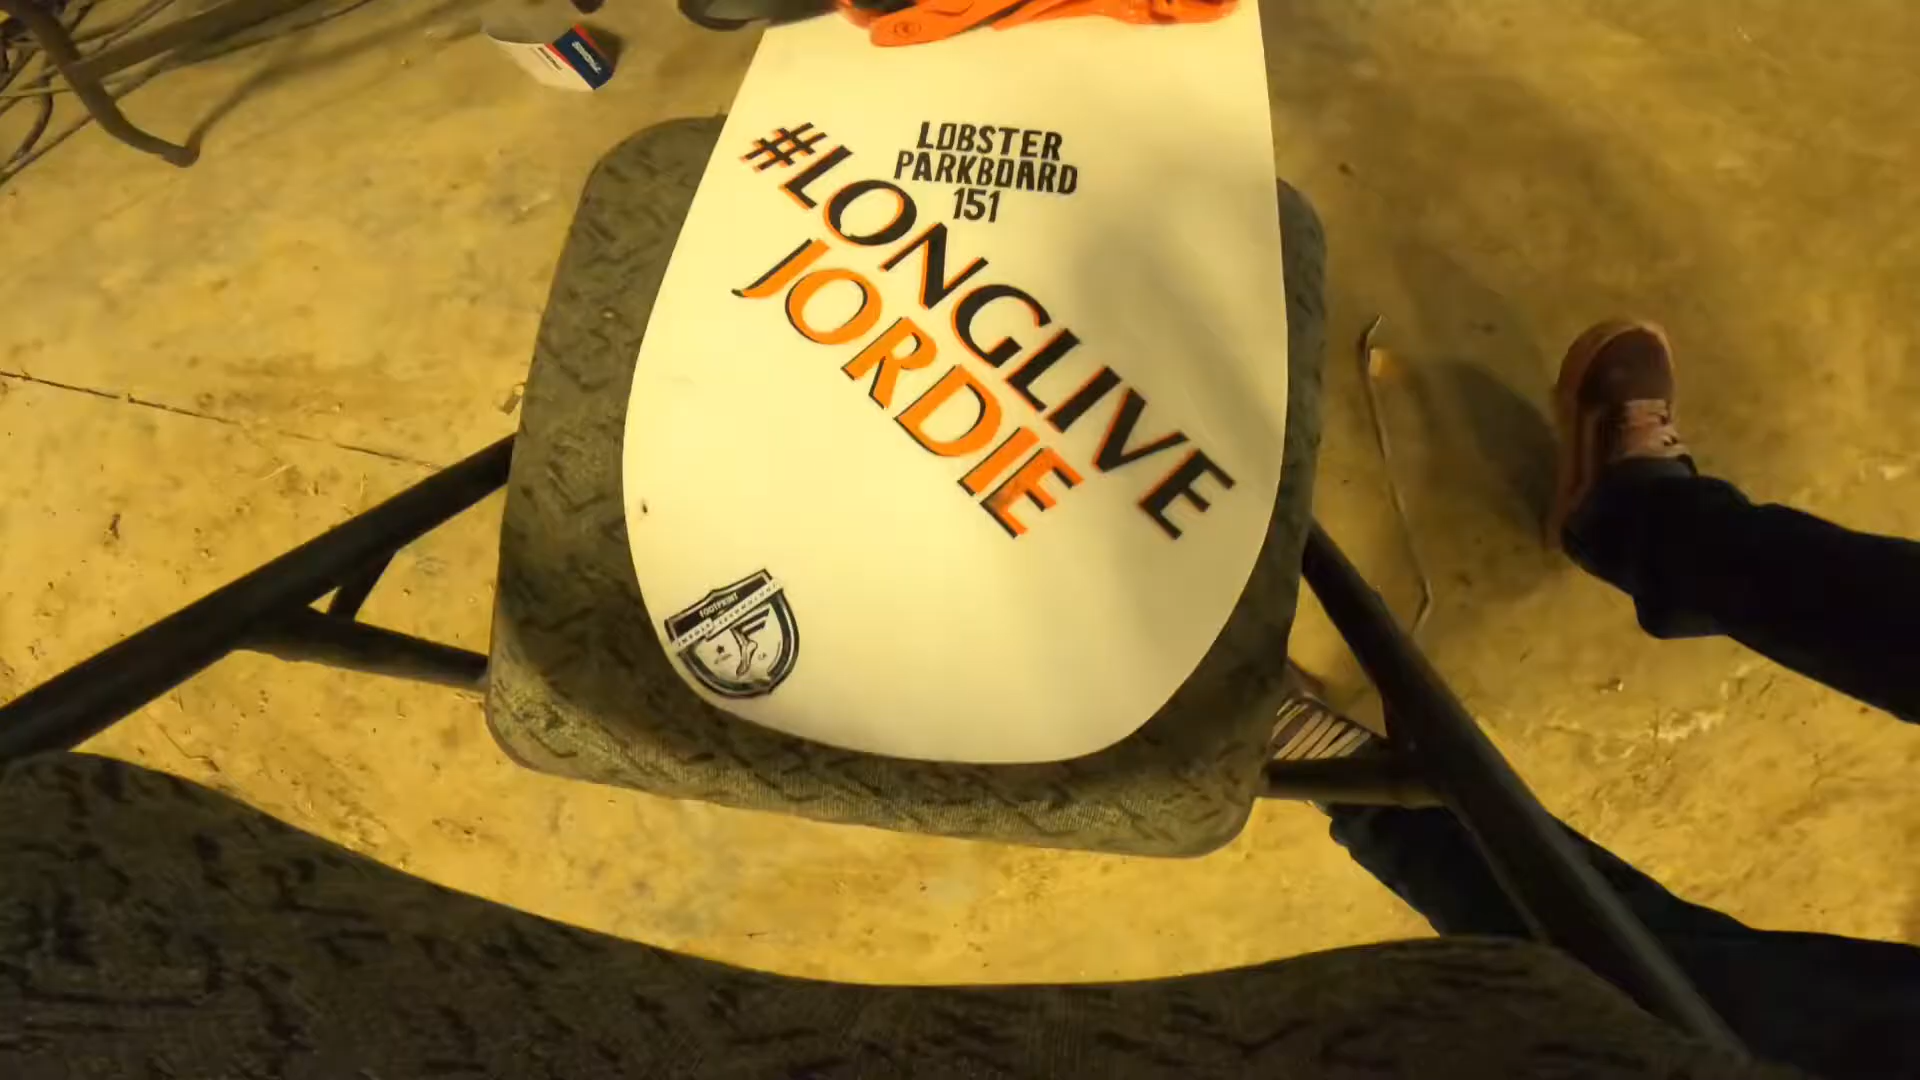 LOBSTER
PARKBOARD
151
#LONGLIVE
JORDIE
FOOTPRINT